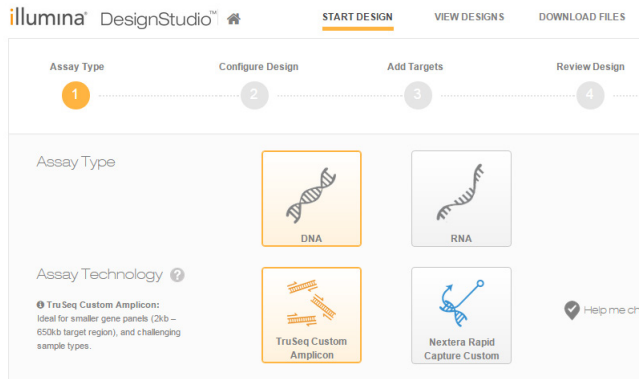 illumina® DesignStudio™ START DESIGN VIEW DESIGNS DOWNLOAD FILES
Assay Type Configure Design Add Targets Review Design
1 2 3 4
Assay Type
DNA RNA
Assay Technology ?
TruSeq Custom Amplicon:
Ideal for smaller gene panels (2kb –
650kb target region), and challenging
sample types.
TruSeq Custom
Amplicon
Nextera Rapid
Capture Custom
Help me ch